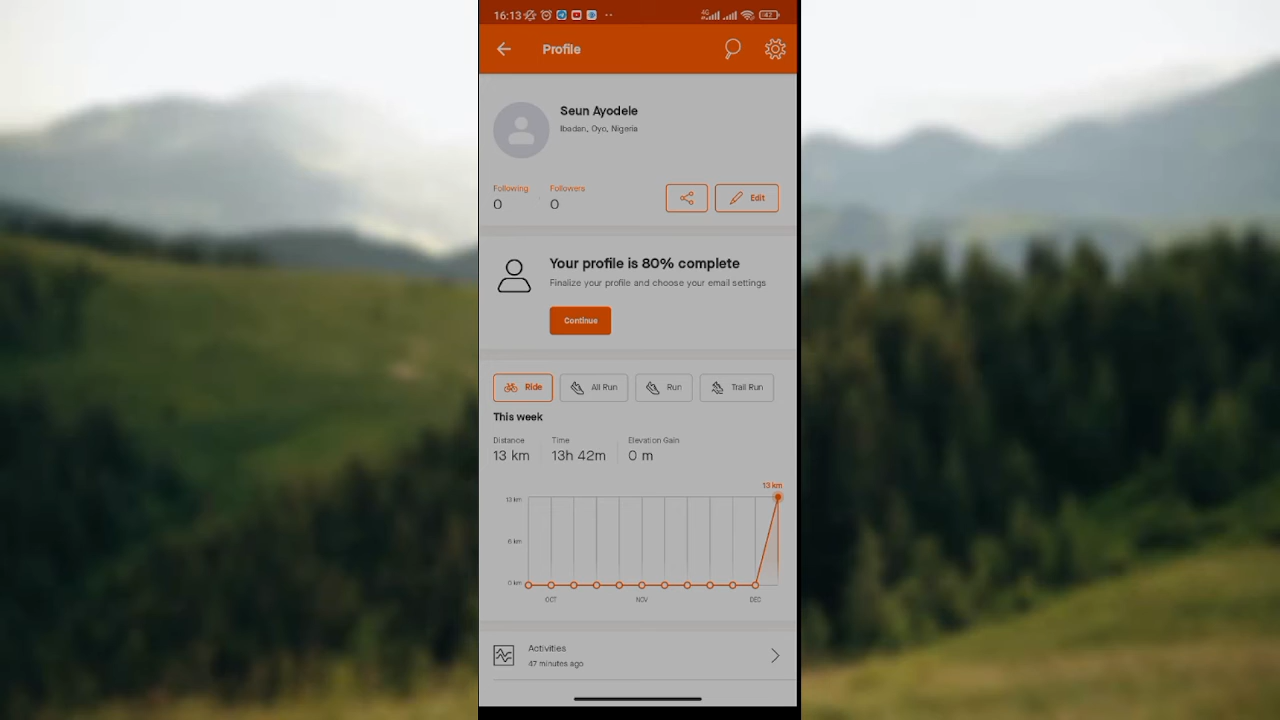 16:13
4G
42
Profile
Seun Ayodele
Ibadan, Oyo, Nigeria
Following
Followers
0
0
Edit
Your profile is 80% complete
Finalize your profile and choose your email settings
Continue
Ride
All Run
Run
Trail Run
This week
Distance
Time
Elevation Gain
13 km
13h 42m
0 m
13 km
13 km
6 km
0 km
OCT
NOV
DEC
Activities
47 minutes ago